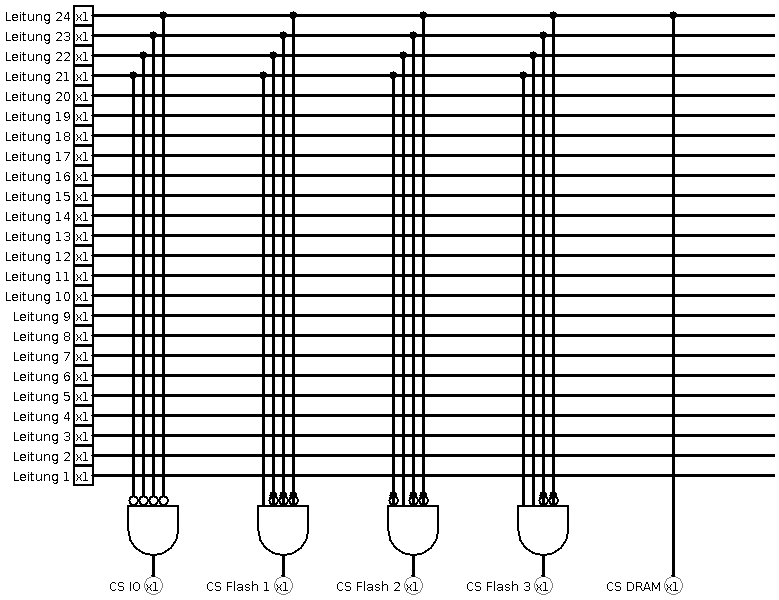 Leitung 24 x1
Leitung 23 x1
Leitung 22 x1
Leitung 21 x1
Leitung 20 x1
Leitung 19 x1
Leitung 18 x1
Leitung 17 x1
Leitung 16 x1
Leitung 15 x1
Leitung 14 x1
Leitung 13 x1
Leitung 12 x1
Leitung 11 x1
Leitung 10 x1
Leitung 9 x1
Leitung 8 x1
Leitung 7 x1
Leitung 6 x1
Leitung 5 x1
Leitung 4 x1
Leitung 3 x1
Leitung 2 x1
Leitung 1 x1
CS IO x1 CS Flash 1 x1 CS Flash 2 x1 CS Flash 3 x1 CS DRAM x1